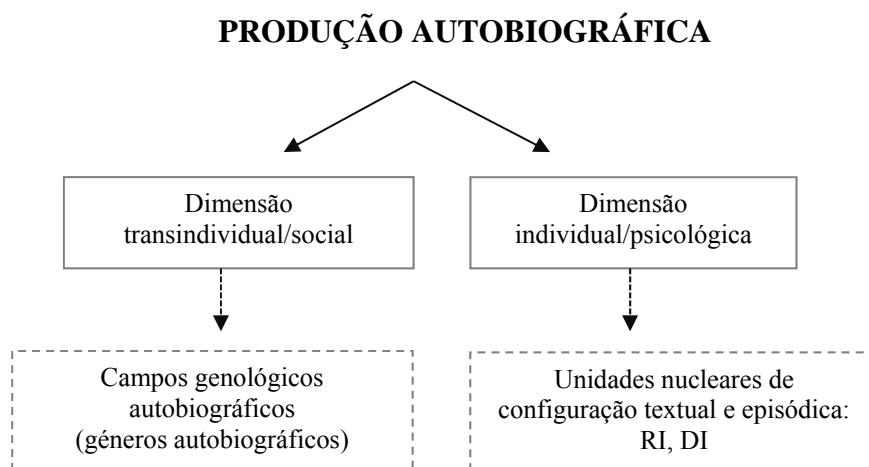 PRODUÇÃO AUTOBIOGRÁFICA
Dimensão
transindividual/social
Dimensão
individual/psicológica
Campos genológicos
autobiográficos
(géneros autobiográficos)
Unidades nucleares de
configuração textual e episódica:
RI, DI